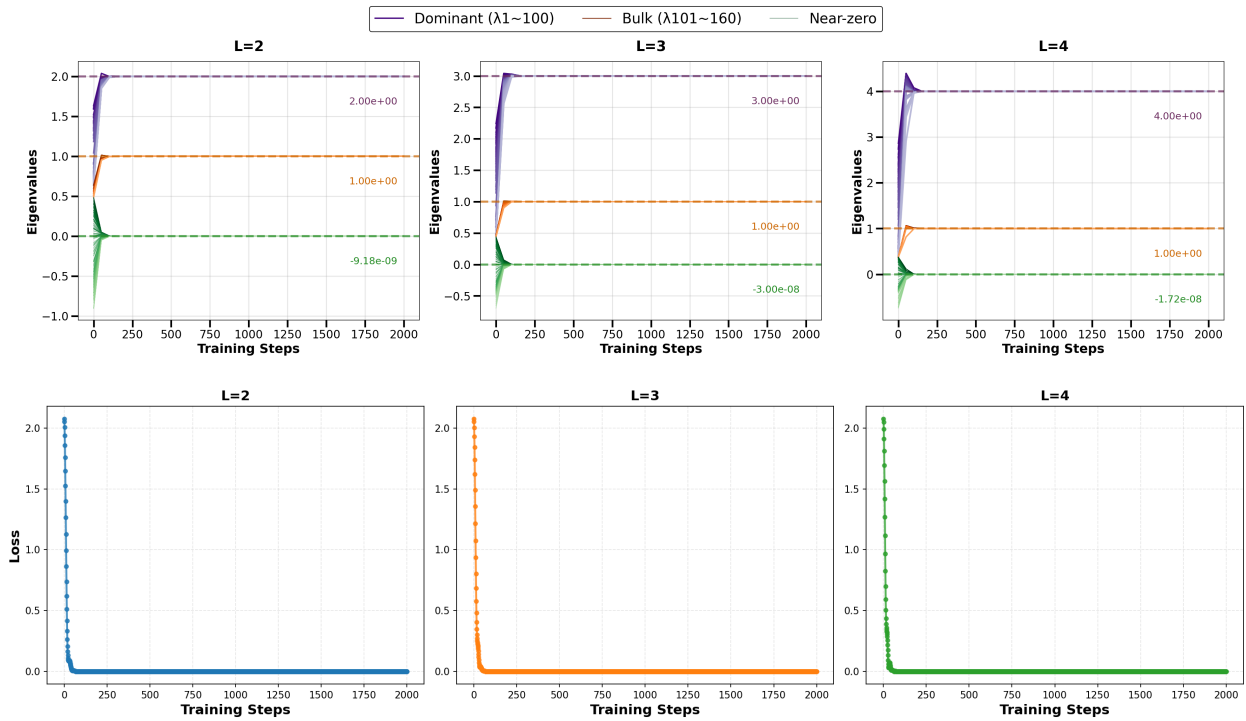 Dominant (λ1~100) Bulk (λ101~160) Near-zero
L=2
Eigenvalues
2.0
1.5
1.0
0.5
0.0
−0.5
−1.0
2.00e+00
1.00e+00
-9.18e-09
0 250 500 750 1000 1250 1500 1750 2000
Training Steps
L=3
Eigenvalues
3.0
2.5
2.0
1.5
1.0
0.5
0.0
−0.5
3.00e+00
1.00e+00
-3.00e-08
0 250 500 750 1000 1250 1500 1750 2000
Training Steps
L=4
Eigenvalues
4
3
2
1
0
4.00e+00
1.00e+00
-1.72e-08
0 250 500 750 1000 1250 1500 1750 2000
Training Steps
L=2
Loss
2.0
1.5
1.0
0.5
0.0
0 250 500 750 1000 1250 1500 1750 2000
Training Steps
L=3
2.0
1.5
1.0
0.5
0.0
0 250 500 750 1000 1250 1500 1750 2000
Training Steps
L=4
2.0
1.5
1.0
0.5
0.0
0 250 500 750 1000 1250 1500 1750 2000
Training Steps